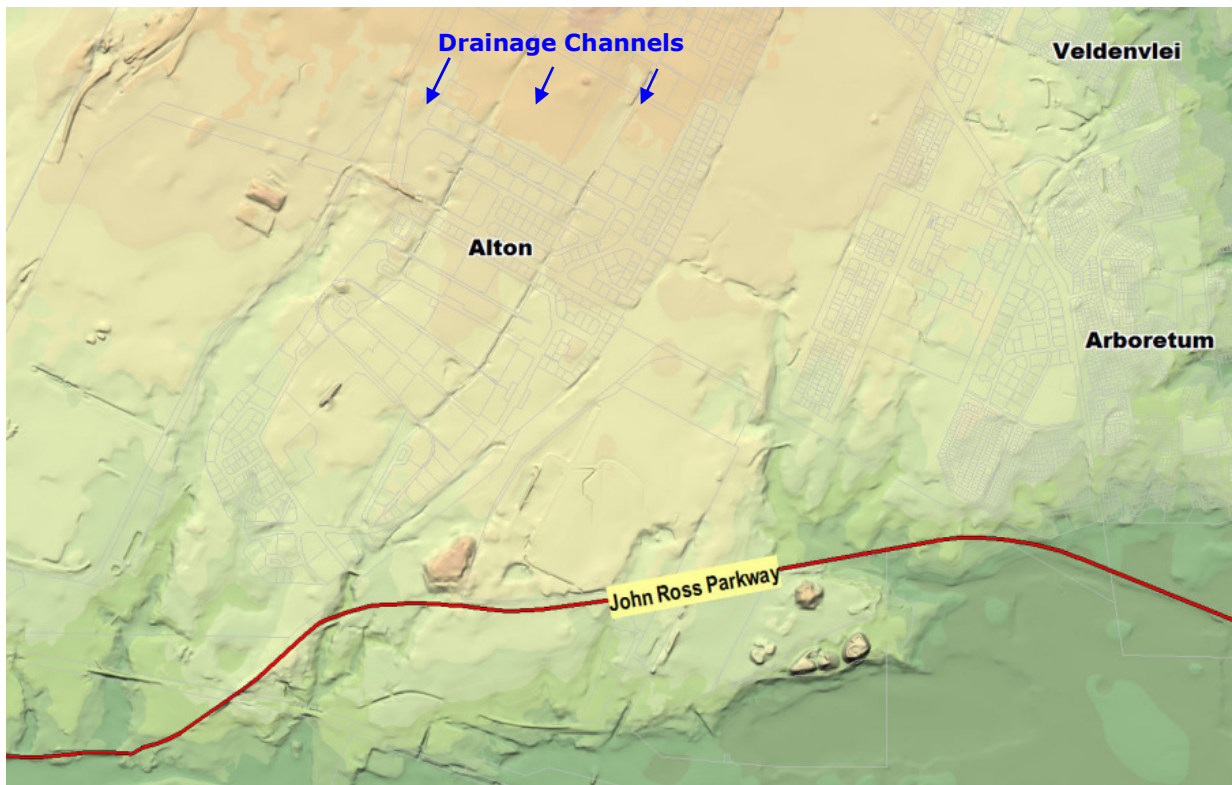 Drainage Channels
Veldenvlei
Alton
Arboretum
John Ross Parkway